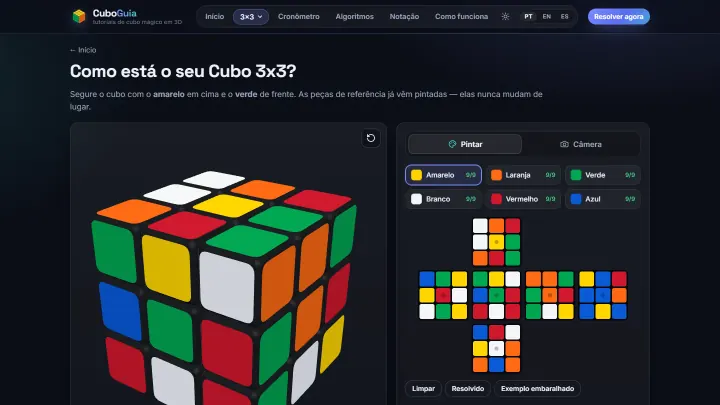 CuboGuia
tutoriais de cubo mágico em 3D
Início
3×3
Cronômetro
Algoritmos
Notação
Como funciona
PT
EN
ES
Resolver agora
← Início
Como está o seu Cubo 3x3?
Segure o cubo com o amarelo em cima e o verde de frente. As peças de referência já vêm pintadas — elas nunca mudam de
lugar.
Pintar
Câmera
Amarelo 9/9
Laranja 9/9
Verde 9/9
Branco 9/9
Vermelho 9/9
Azul 9/9
Limpar
Resolvido
Exemplo embaralhado